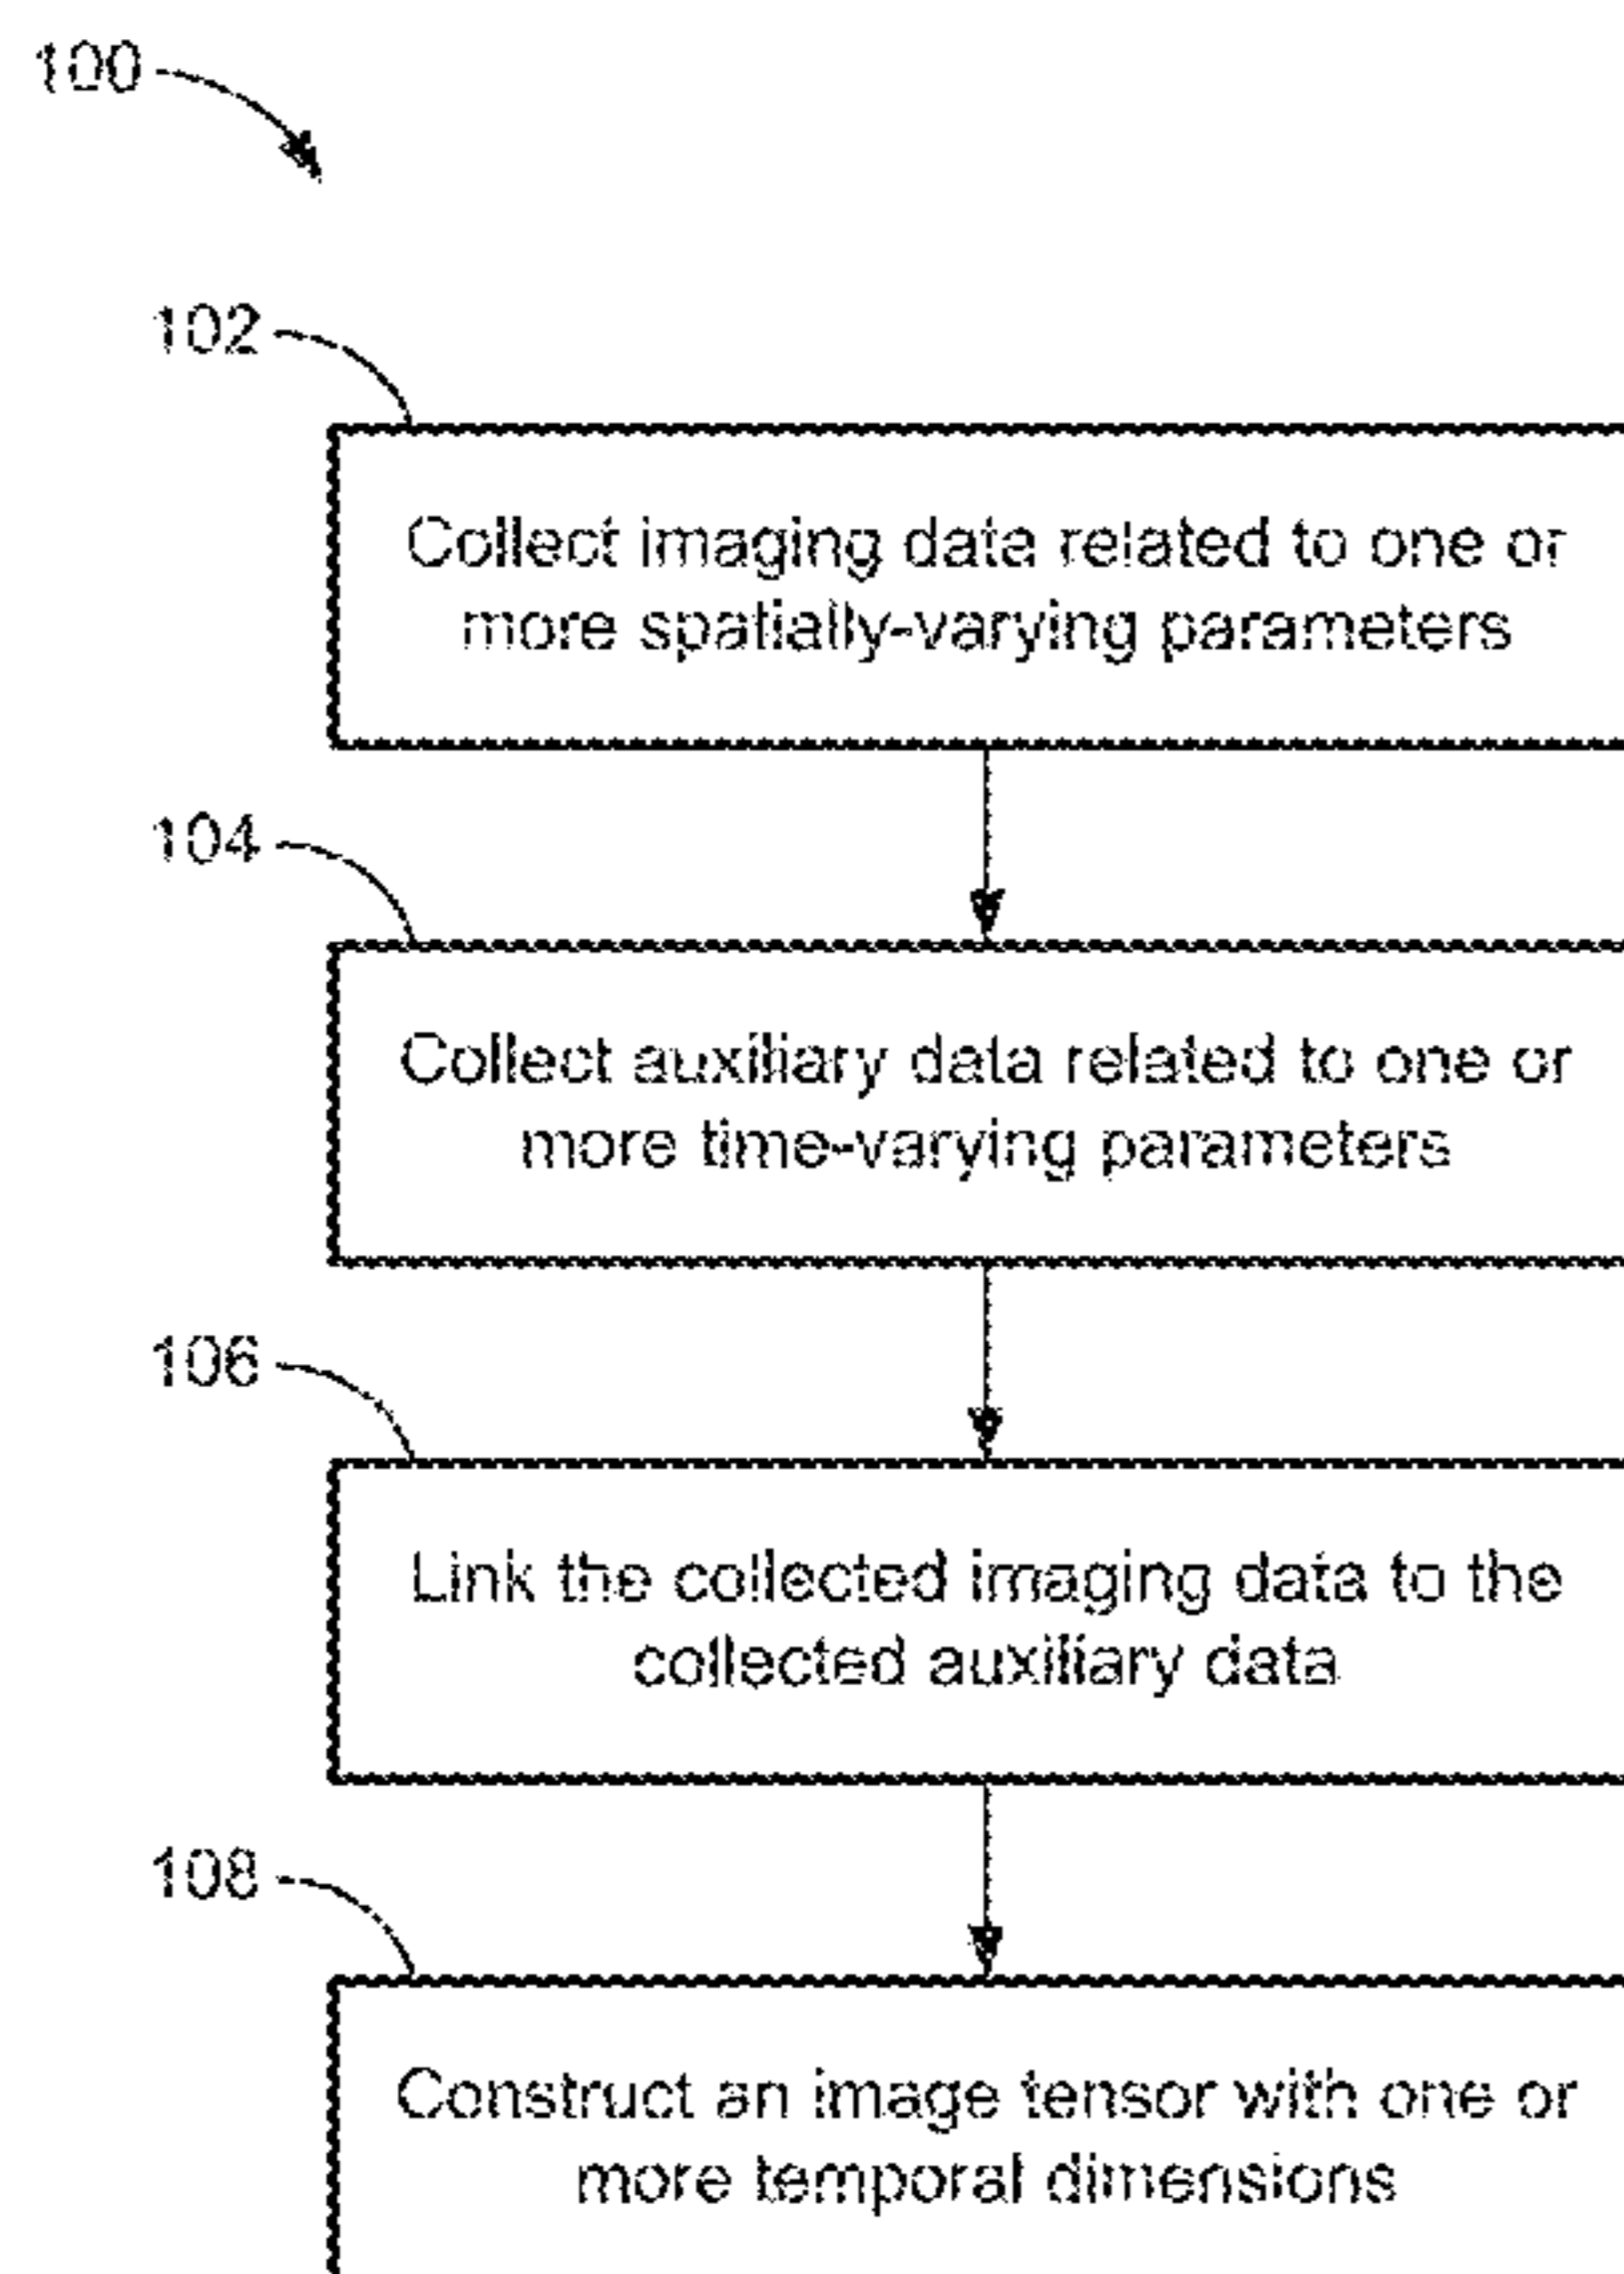 100
102
Collect imaging data related to one or
more spatially-varying parameters
104
Collect auxiliary data related to one or
more time-varying parameters
106
Link the collected imaging data to the
collected auxiliary data
108
Construct an image tensor with one or
more temporal dimensions